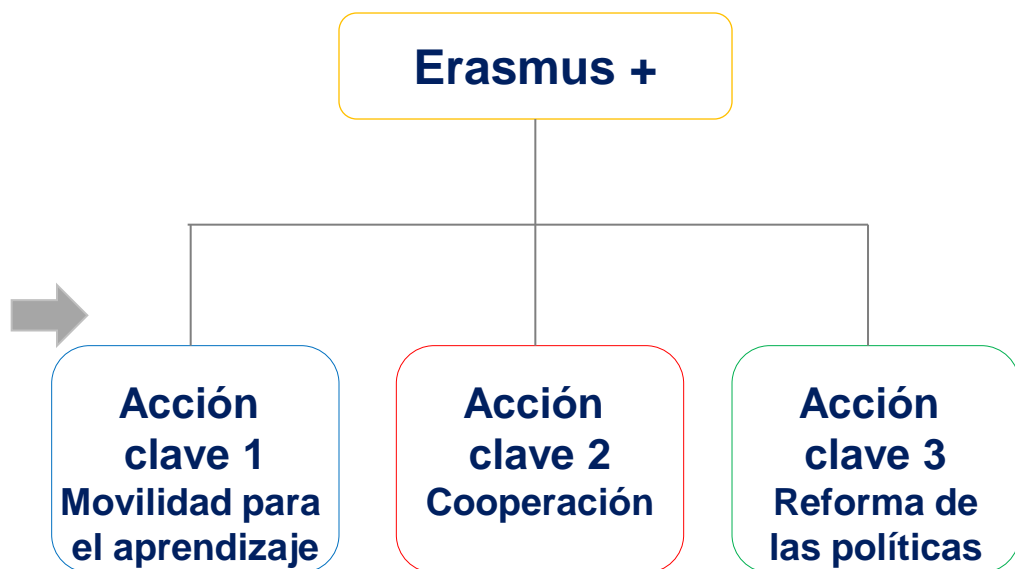 Erasmus +
Acción
clave 1
Movilidad para
el aprendizaje
Acción
clave 2
Cooperación
Acción
clave 3
Reforma de
las políticas